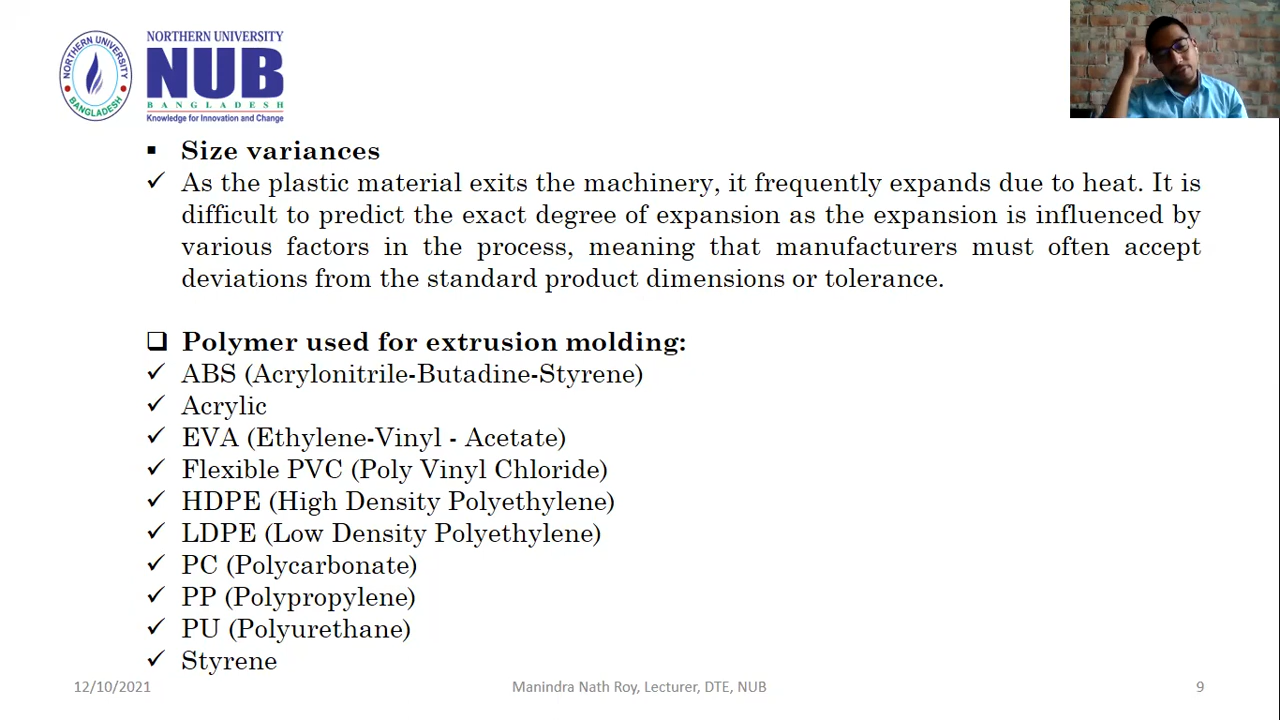 NORTHERN UNIVERSITY
BANGLADESH
NORTHERN UNIVERSITY
NUB
BANGLADESH
Knowledge for Innovation and Change
Size variances
As the plastic material exits the machinery, it frequently expands due to heat. It is
difficult to predict the exact degree of expansion as the expansion is influenced by
various factors in the process, meaning that manufacturers must often accept
deviations from the standard product dimensions or tolerance.
Polymer used for extrusion molding:
ABS (Acrylonitrile-Butadine-Styrene)
Acrylic
EVA (Ethylene-Vinyl - Acetate)
Flexible PVC (Poly Vinyl Chloride)
HDPE (High Density Polyethylene)
LDPE (Low Density Polyethylene)
PC (Polycarbonate)
PP (Polypropylene)
PU (Polyurethane)
Styrene
12/10/2021
Manindra Nath Roy, Lecturer, DTE, NUB
9